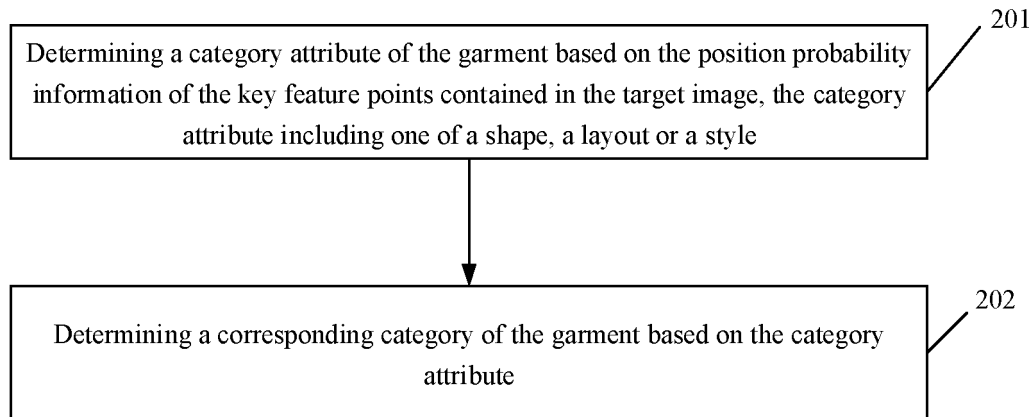 201
Determining a category attribute of the garment based on the position probability
information of the key feature points contained in the target image, the category
attribute including one of a shape, a layout or a style
202
Determining a corresponding category of the garment based on the category
attribute